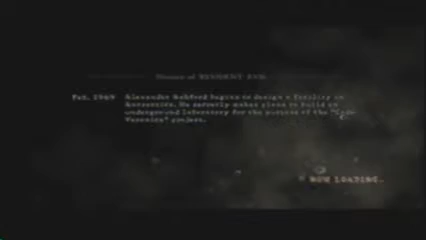 History of RESIDENT EVIL
Feb. 1969 Alexander Ashford begins to design a facility in
Antarctica. He secretly makes plans to build an
underground laboratory for the purpose of the "Code
Veronica" project.
NOW LOADING.